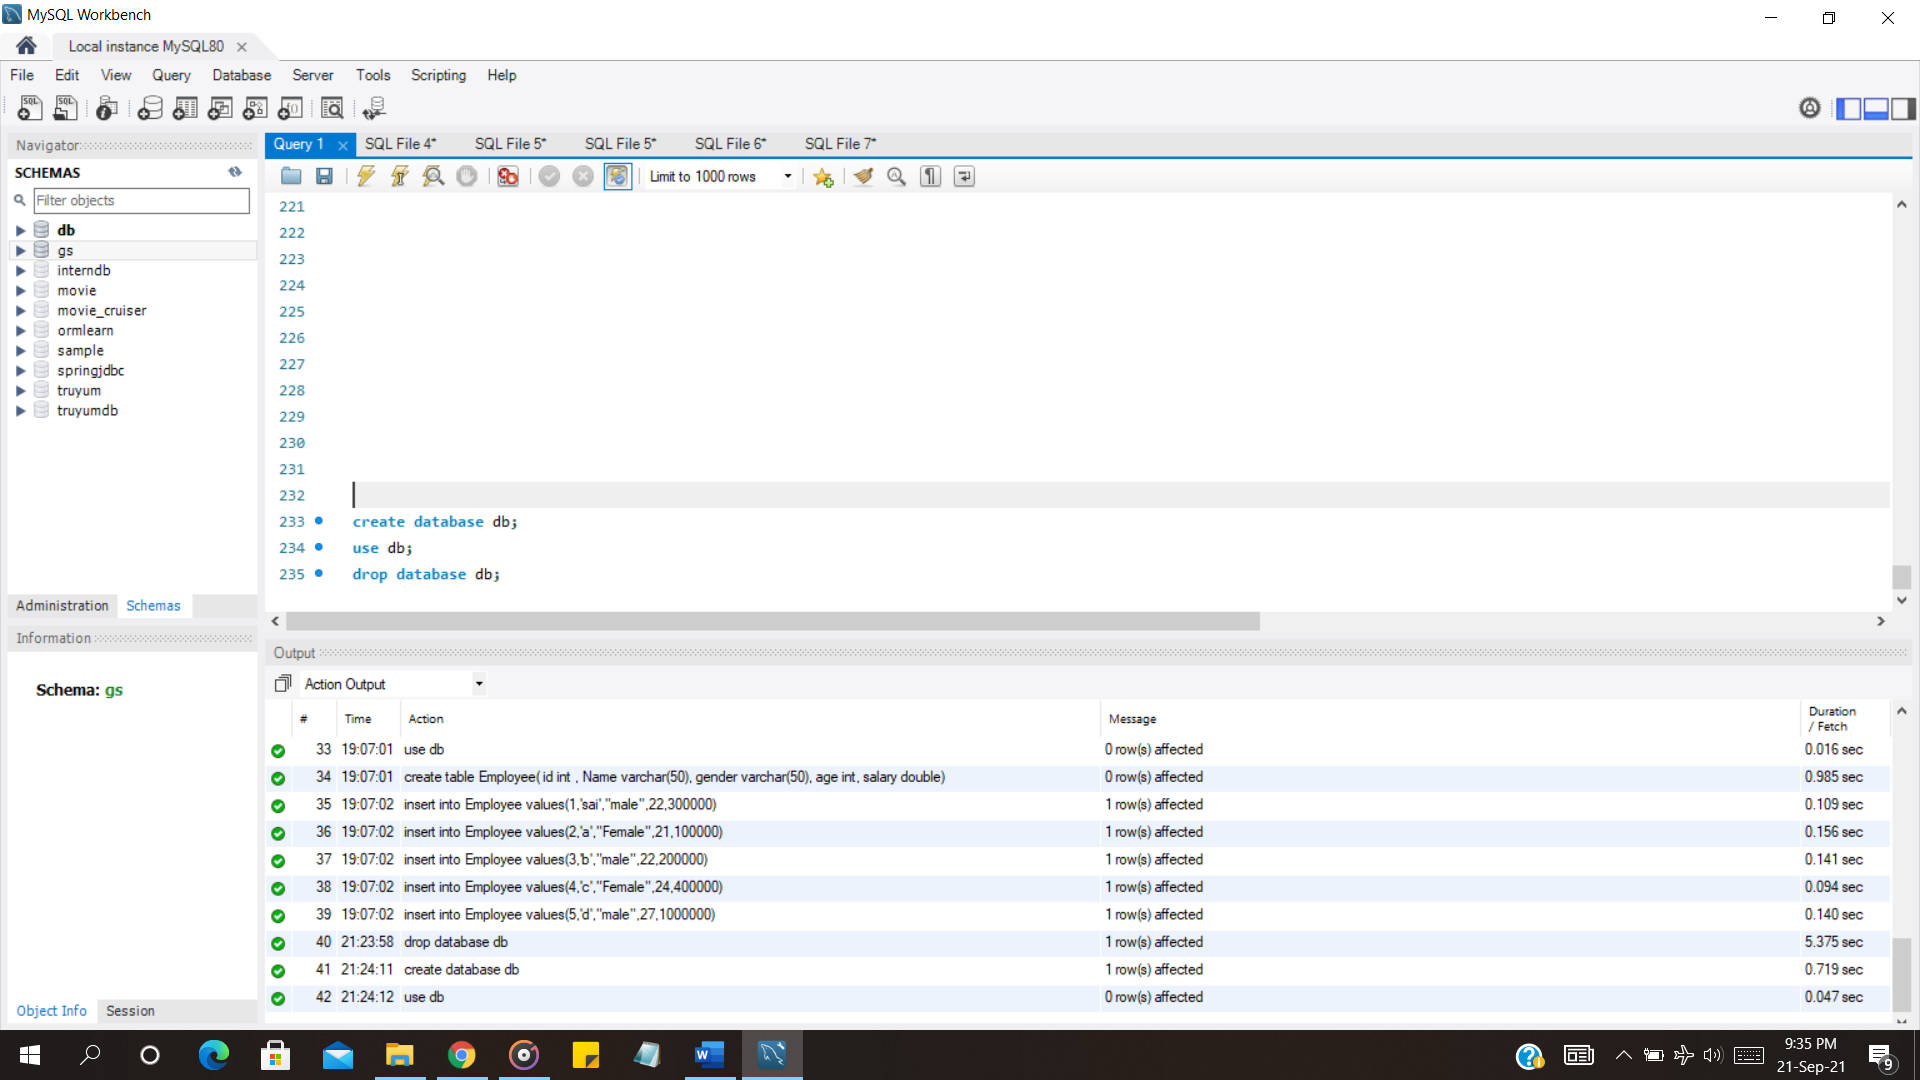 MySQL Workbench
Local instance MySQL80
File Edit View Query Database Server Tools Scripting Help
Navigator
SCHEMAS
Filter objects
db
gs
interndb
movie
movie_cruiser
ormlearn
sample
springjdbc
truyum
truyumdb
Administration Schemas
Information
Schema: gs
Object Info Session
Query 1 SQL File 4* SQL File 5* SQL File 5* SQL File 6* SQL File 7*
Limit to 1000 rows
221
222
223
224
225
226
227
228
229
230
231
232
233 create database db;
234 use db;
235 drop database db;
Output
Action Output
# Time Action Message Duration / Fetch
33 19:07:01 use db 0 row(s) affected 0.016 sec
34 19:07:01 create table Employee( id int , Name varchar(50), gender varchar(50), age int, salary double) 0 row(s) affected 0.985 sec
35 19:07:02 insert into Employee values(1,'sai',"male",22,300000) 1 row(s) affected 0.109 sec
36 19:07:02 insert into Employee values(2,'a',"Female",21,100000) 1 row(s) affected 0.156 sec
37 19:07:02 insert into Employee values(3,'b',"male",22,200000) 1 row(s) affected 0.141 sec
38 19:07:02 insert into Employee values(4,'c',"Female",24,400000) 1 row(s) affected 0.094 sec
39 19:07:02 insert into Employee values(5,'d',"male",27,1000000) 1 row(s) affected 0.140 sec
40 21:23:58 drop database db 1 row(s) affected 5.375 sec
41 21:24:11 create database db 1 row(s) affected 0.719 sec
42 21:24:12 use db 0 row(s) affected 0.047 sec
9:35 PM
21-Sep-21
9